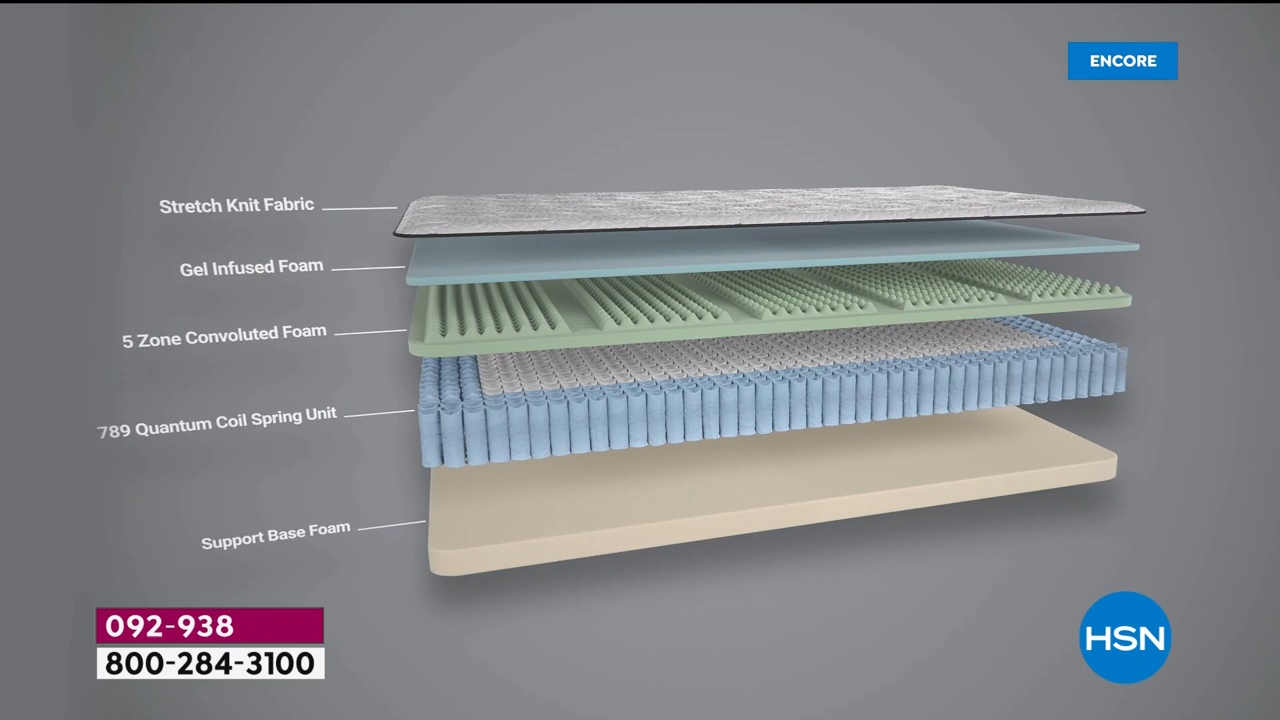 ENCORE
Stretch Knit Fabric
Gel Infused Foam
5 Zone Convoluted Foam
789 Quantum Coil Spring Unit
Support Base Foam
092-938
800-284-3100
HSN